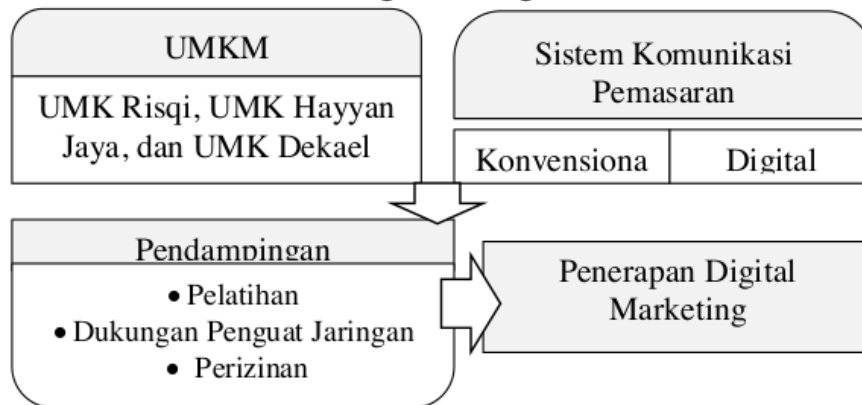 UMKM
UMK Risqi, UMK Hayyan
Jaya, dan UMK Dekael
Sistem Komunikasi
Pemasaran
Konvensiona
Digital
Pendampingan
• Pelatihan
• Dukungan Penguat Jaringan
• Perizinan
Penerapan Digital
Marketing